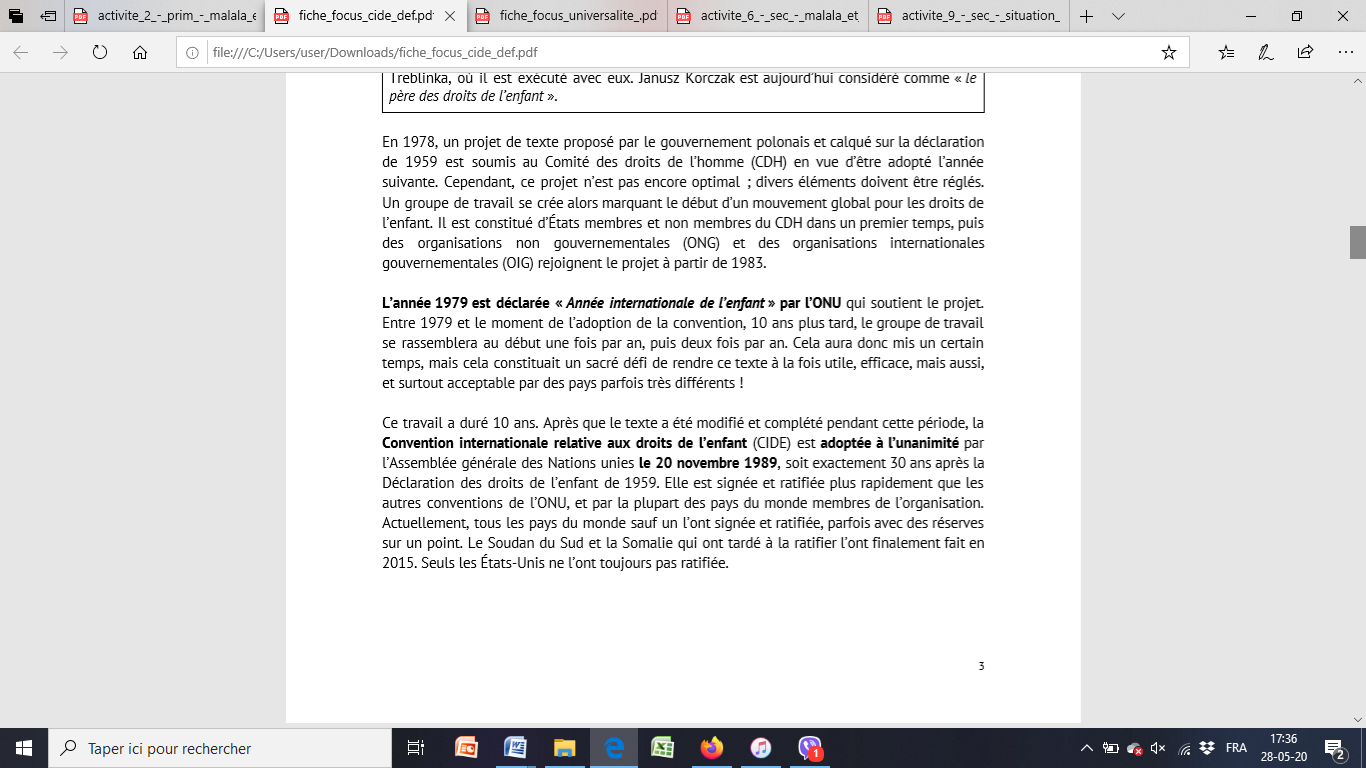 activite_2_-_prim_-_malala_e
fiche_focus_cide_def.pdf
fiche_focus_universalite_.pd
activite_6_-_sec_-_malala_et
activite_9_-_sec_-_situation_
file:///C:/Users/user/Downloads/fiche_focus_cide_def.pdf
Treblinka, où il est exécuté avec eux. Janusz Korczak est aujourd'hui considéré comme « le
père des droits de l'enfant ».
En 1978, un projet de texte proposé par le gouvernement polonais et calqué sur la déclaration
de 1959 est soumis au Comité des droits de l'homme (CDH) en vue d'être adopté l'année
suivante. Cependant, ce projet n'est pas encore optimal ; divers éléments doivent être réglés.
Un groupe de travail se crée alors marquant le début d'un mouvement global pour les droits de
l'enfant. Il est constitué d'États membres et non membres du CDH dans un premier temps, puis
des organisations non gouvernementales (ONG) et des organisations internationales
gouvernementales (OIG) rejoignent le projet à partir de 1983.
L'année 1979 est déclarée « Année internationale de l'enfant » par l'ONU qui soutient le projet.
Entre 1979 et le moment de l'adoption de la convention, 10 ans plus tard, le groupe de travail
se rassemblera au début une fois par an, puis deux fois par an. Cela aura donc mis un certain
temps, mais cela constituait un sacré défi de rendre ce texte à la fois utile, efficace, mais aussi,
et surtout acceptable par des pays parfois très différents !
Ce travail a duré 10 ans. Après que le texte a été modifié et complété pendant cette période, la
Convention internationale relative aux droits de l'enfant (CIDE) est adoptée à l'unanimité par
l'Assemblée générale des Nations unies le 20 novembre 1989, soit exactement 30 ans après la
Déclaration des droits de l'enfant de 1959. Elle est signée et ratifiée plus rapidement que les
autres conventions de l'ONU, et par la plupart des pays du monde membres de l'organisation.
Actuellement, tous les pays du monde sauf un l'ont signée et ratifiée, parfois avec des réserves
sur un point. Le Soudan du Sud et la Somalie qui ont tardé à la ratifier l'ont finalement fait en
2015. Seuls les États-Unis ne l'ont toujours pas ratifiée.
3
Taper ici pour rechercher
1
FRA
17:36
28-05-20
2